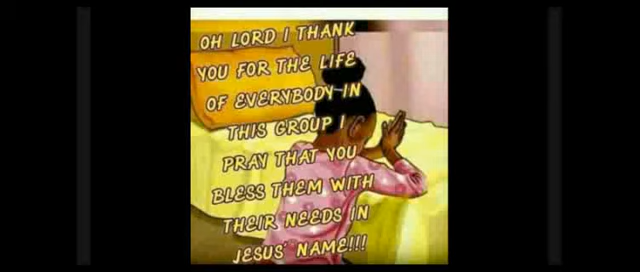 OH LORD I THANK
YOU FOR THE LIFE
OF EVERYBODY IN
THIS GROUP I
PRAY THAT YOU
BLESS THEM WITH
THEIR NEEDS IN
JESUS' NAME!!!